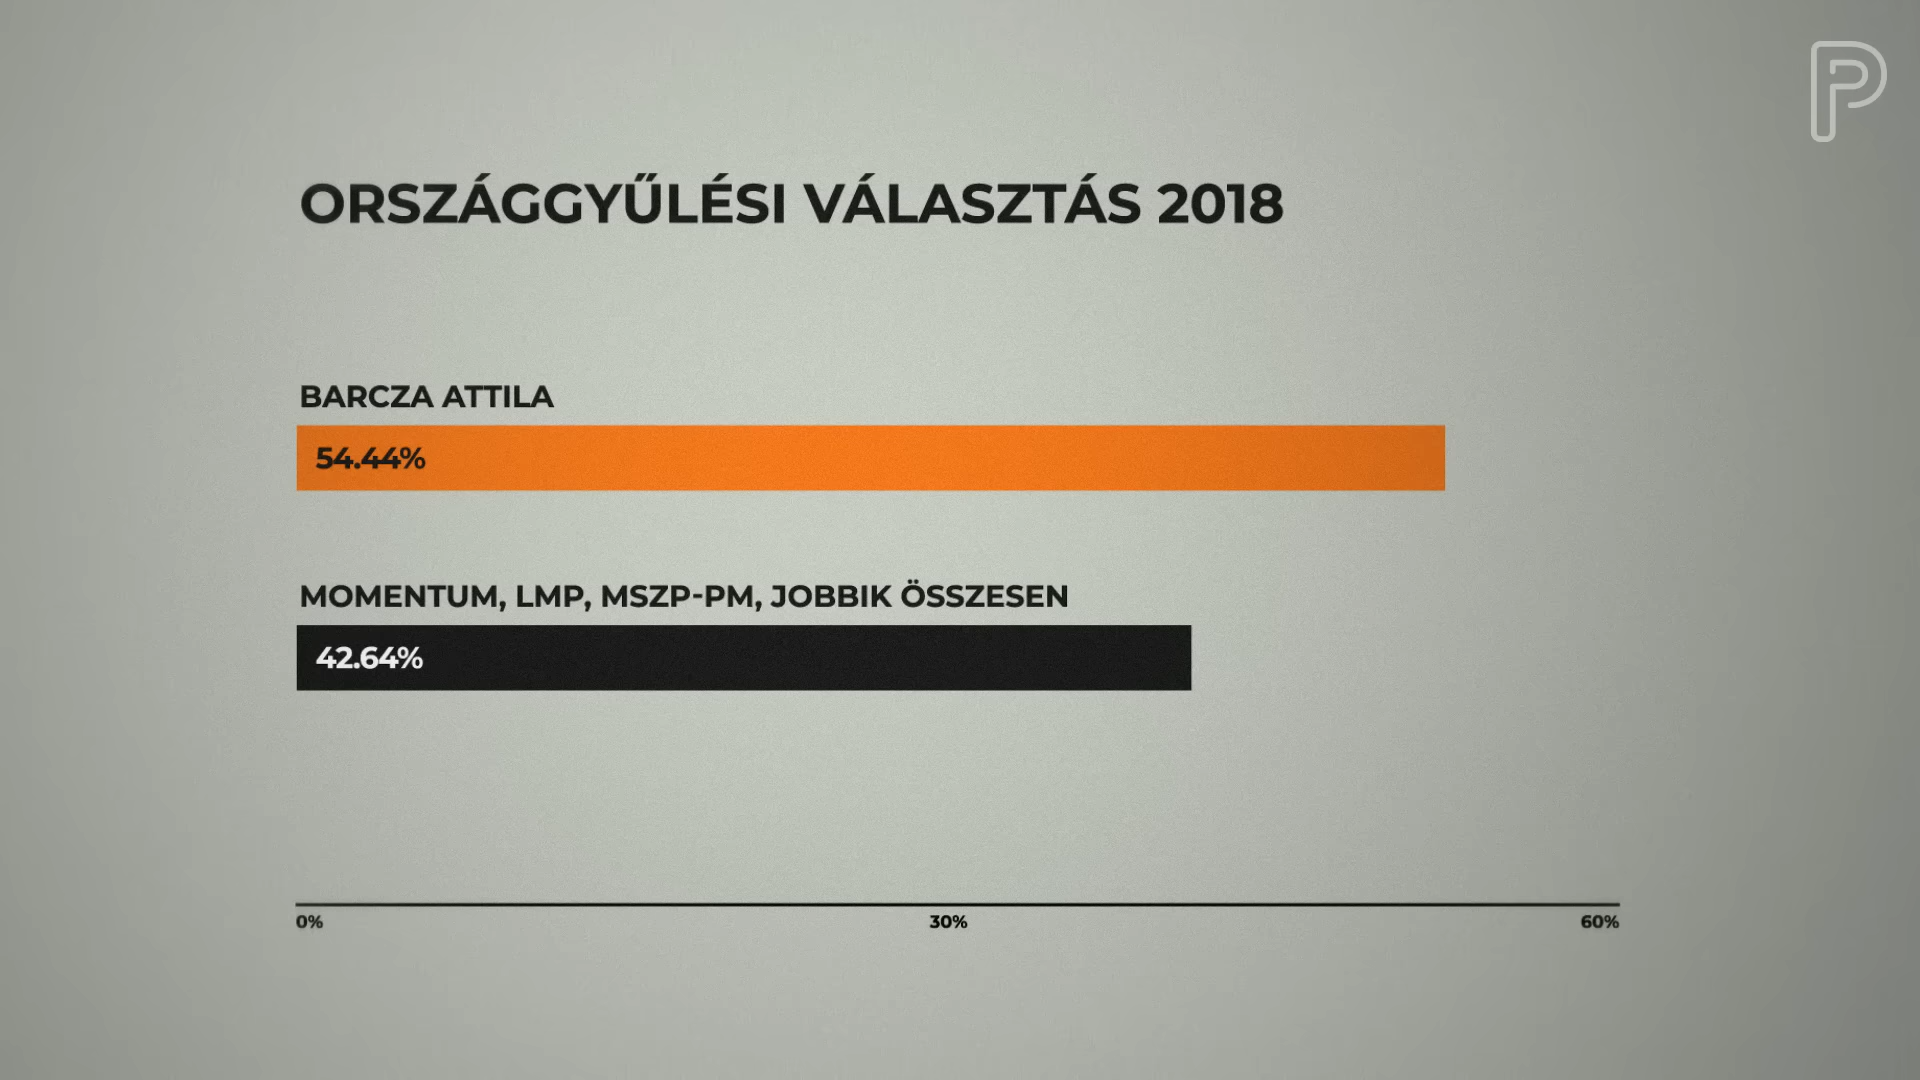 ORSZÁGGYŰLÉSI VÁLASZTÁS 2018
BARCZA ATTILA
54.44%
MOMENTUM, LMP, MSZP-PM, JOBBIK ÖSSZESEN
42.64%
0% 30% 60%